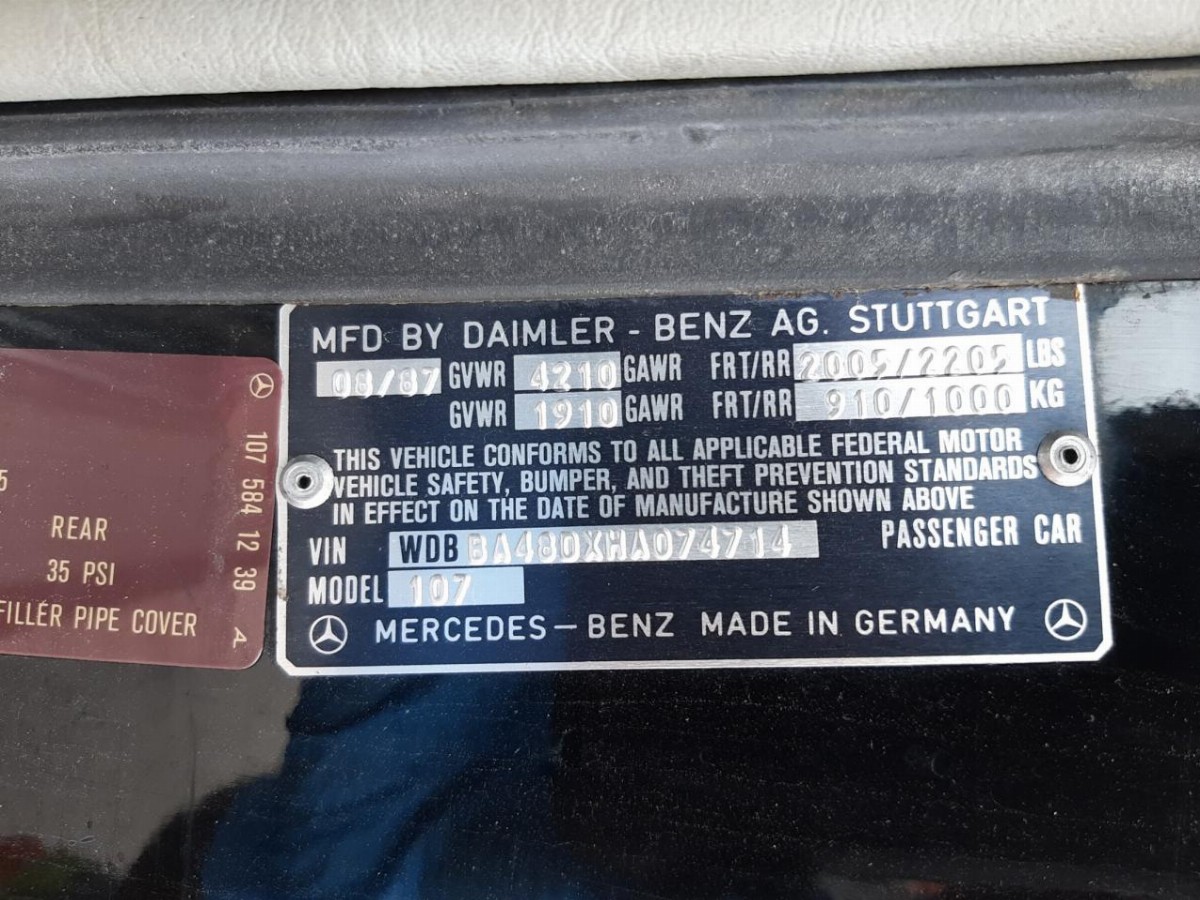 MFD BY DAIMLER - BENZ AG. STUTTGART
08/87 GVWR 4210 GAWR FRT/RR 2005/2205 LBS
GVWR 1910 GAWR FRT/RR 910/1000 KG
THIS VEHICLE CONFORMS TO ALL APPLICABLE FEDERAL MOTOR
VEHICLE SAFETY, BUMPER, AND THEFT PREVENTION STANDARDS
IN EFFECT ON THE DATE OF MANUFACTURE SHOWN ABOVE
VIN WDB BA48DXHA074714 PASSENGER CAR
MODEL 107
MERCEDES - BENZ MADE IN GERMANY
5
REAR
35 PSI
FILLER PIPE COVER
107 584 12 39